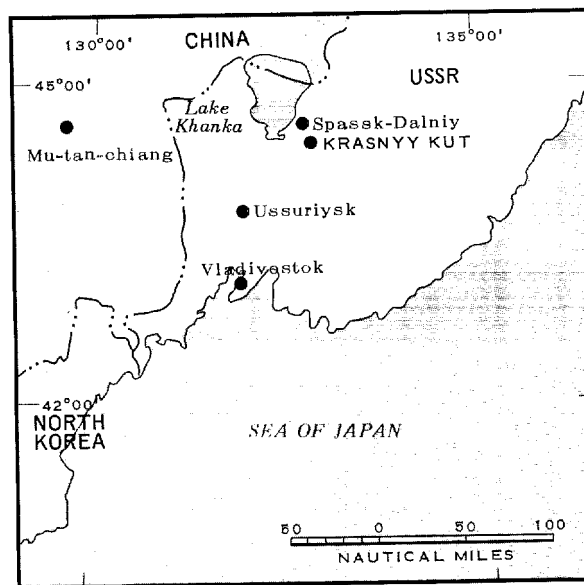 130°00'
135°00'
CHINA
45°00'
USSR
Lake
Khanka
Spassk-Dalniy
KRASNYY KUT
Mu-tan-chiang
Ussuriysk
Vladivostok
42°00'
NORTH
KOREA
SEA OF JAPAN
50 0 50 100
NAUTICAL MILES